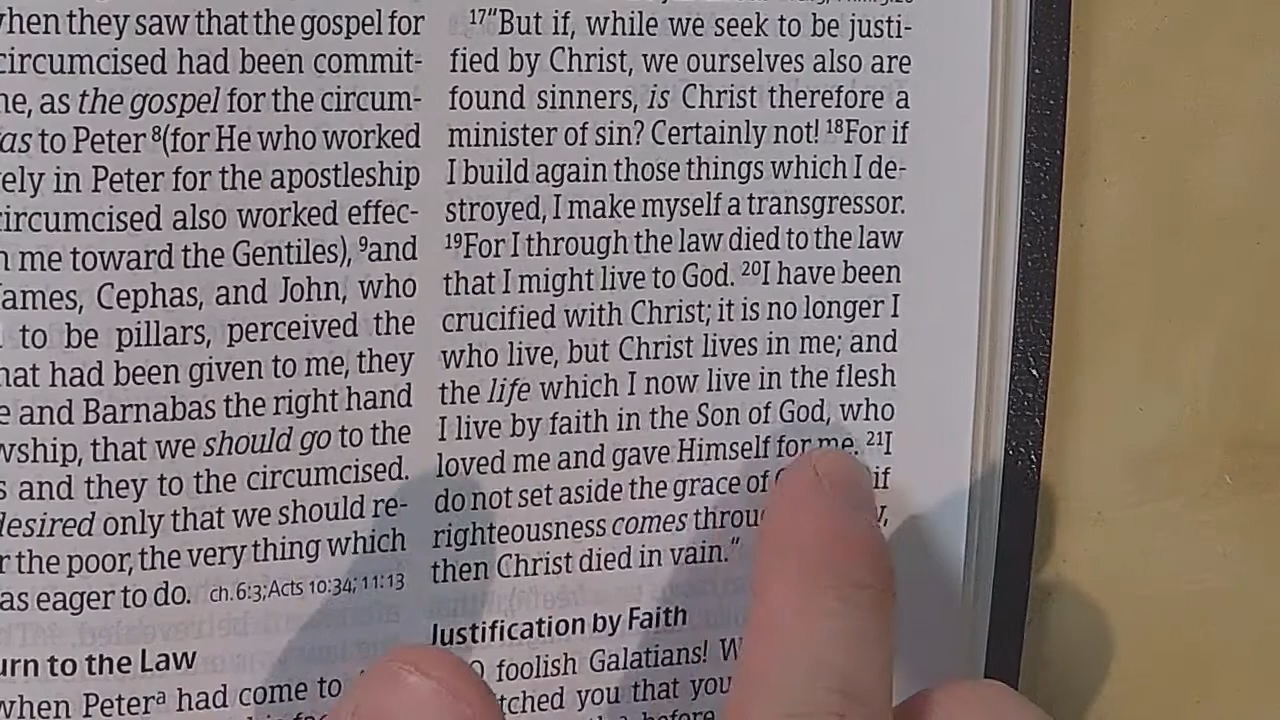 hen they saw that the gospel for
circumcised had been commit-
me, as the gospel for the circum-
as to Peter 8(for He who worked
ely in Peter for the apostleship
circumcised also worked effec-
me toward the Gentiles), 9and
James, Cephas, and John, who
to be pillars, perceived the
hat had been given to me, they
e and Barnabas the right hand
wship, that we should go to the
s and they to the circumcised.
desired only that we should re-
r the poor, the very thing which
as eager to do. ch. 6:3; Acts 10:34; 11:13
urn to the Law
when Peterᵃ had come to
17"But if, while we seek to be justi-
fied by Christ, we ourselves also are
found sinners, is Christ therefore a
minister of sin? Certainly not! 18For if
I build again those things which I de-
stroyed, I make myself a transgressor.
19For I through the law died to the law
that I might live to God. 20I have been
crucified with Christ; it is no longer I
who live, but Christ lives in me; and
the life which I now live in the flesh
I live by faith in the Son of God, who
loved me and gave Himself for me. 21I
do not set aside the grace of if
righteousness comes throu
then Christ died in vain."
Justification by Faith
O foolish Galatians! W
tched you that you
before